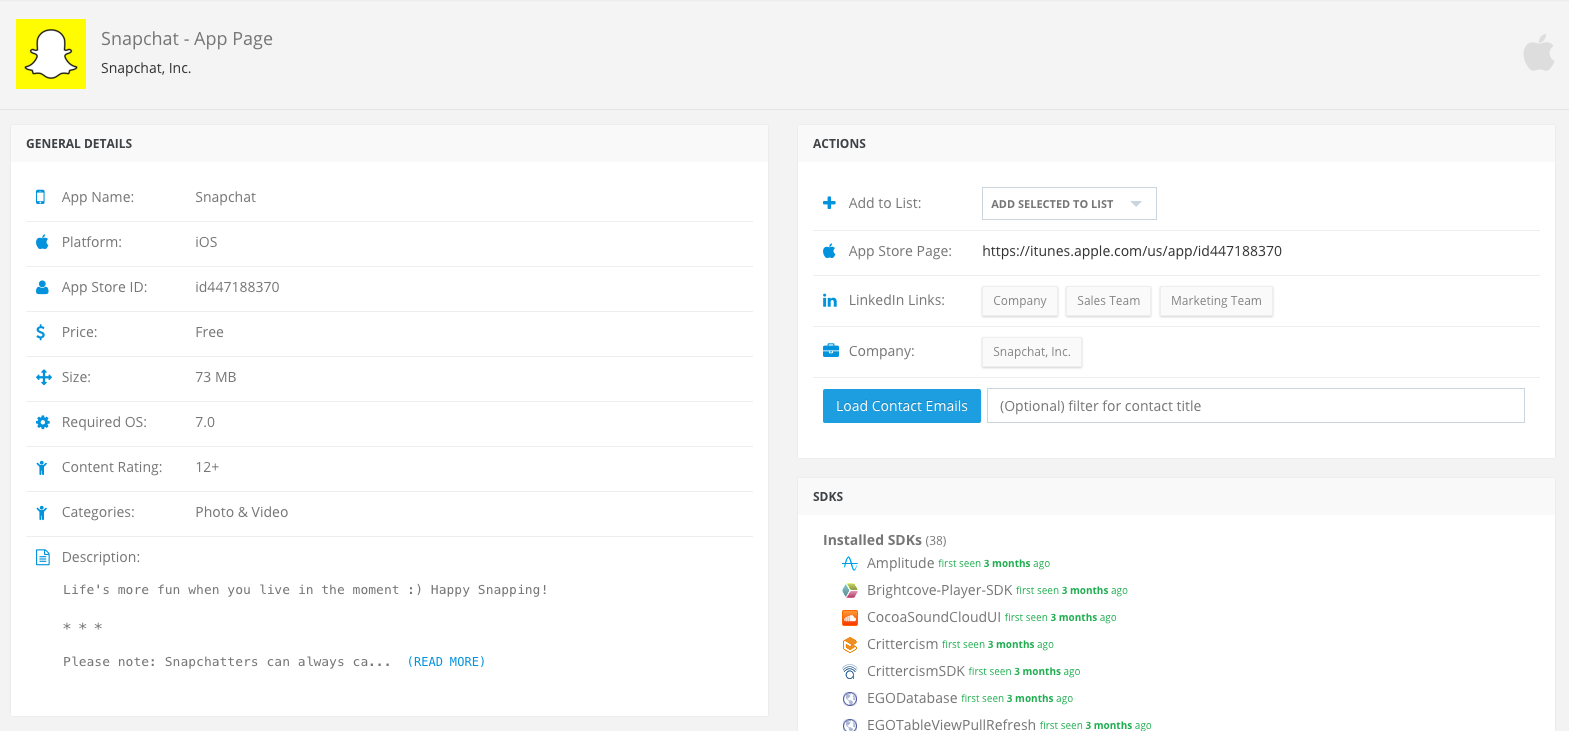 Snapchat - App Page
Snapchat, Inc.
GENERAL DETAILS
App Name: Snapchat
Platform: iOS
App Store ID: id447188370
Price: Free
Size: 73 MB
Required OS: 7.0
Content Rating: 12+
Categories: Photo & Video
Description:
Life's more fun when you live in the moment :) Happy Snapping!
* * *
Please note: Snapchatters can always ca... (READ MORE)
ACTIONS
Add to List: ADD SELECTED TO LIST
App Store Page: https://itunes.apple.com/us/app/id447188370
LinkedIn Links: Company Sales Team Marketing Team
Company: Snapchat, Inc.
Load Contact Emails (Optional) filter for contact title
SDKS
Installed SDKs (38)
Amplitude first seen 3 months ago
Brightcove-Player-SDK first seen 3 months ago
CocoaSoundCloudUI first seen 3 months ago
Crittercism first seen 3 months ago
CrittercismSDK first seen 3 months ago
EGODatabase first seen 3 months ago
EGOTableViewPullRefresh first seen 3 months ago